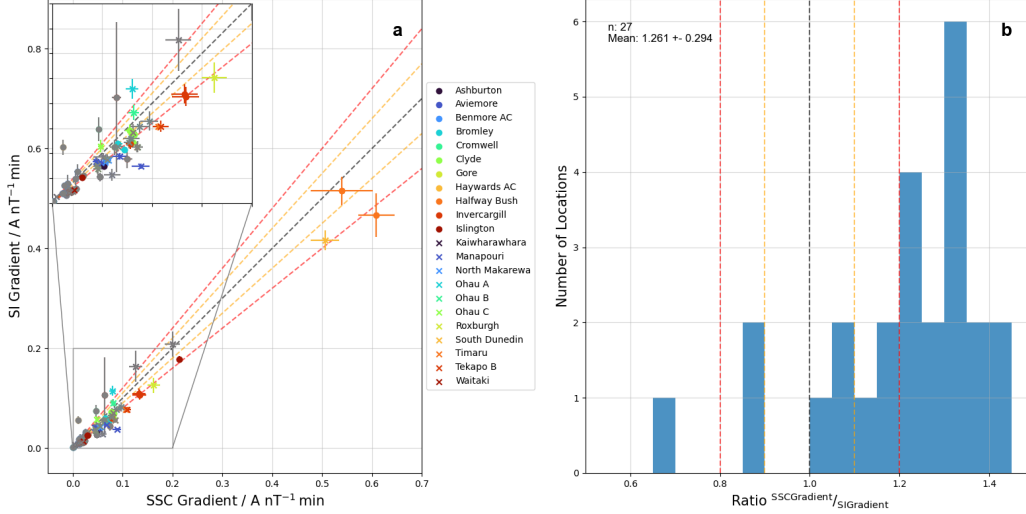 a
0.8
0.6
0.4
0.2
0.0
SI Gradient / A nT⁻¹ min
0.0 0.1 0.2 0.3 0.4 0.5 0.6 0.7
SSC Gradient / A nT⁻¹ min
Ashburton
Aviemore
Benmore AC
Bromley
Cromwell
Clyde
Gore
Haywards AC
Halfway Bush
Invercargill
Islington
Kaiwharawhara
Manapouri
North Makarewa
Ohau A
Ohau B
Ohau C
Roxburgh
South Dunedin
Timaru
Tekapo B
Waitaki
b
n: 27
Mean: 1.261 +- 0.294
6
5
4
3
2
1
0
Number of Locations
0.6 0.8 1.0 1.2 1.4
Ratio SSCGradient/SIGradient